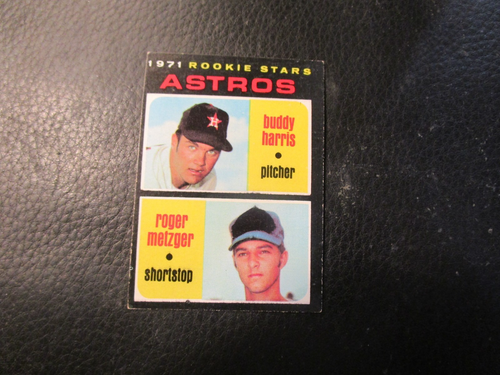 1971 ROOKIE STARS
ASTROS
buddy
harris
●
pitcher
H
roger
metzger
●
shortstop